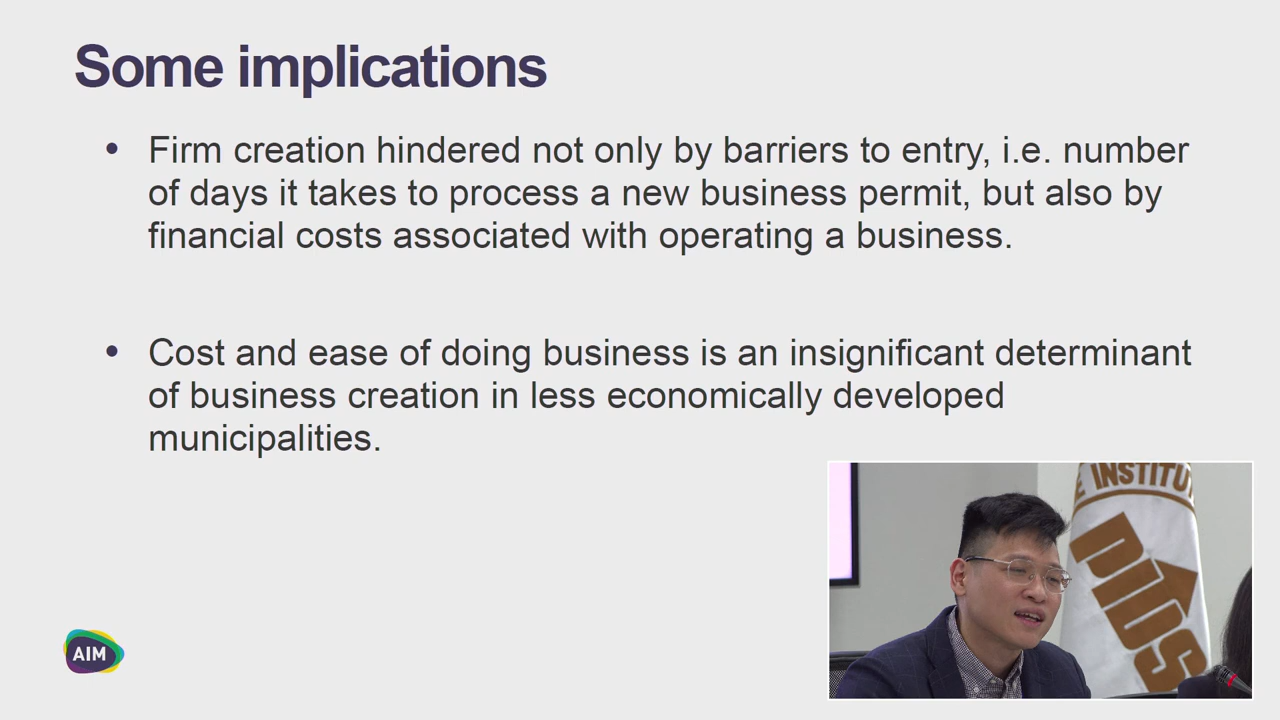 Some implications
• Firm creation hindered not only by barriers to entry, i.e. number
of days it takes to process a new business permit, but also by
financial costs associated with operating a business.
• Cost and ease of doing business is an insignificant determinant
of business creation in less economically developed
municipalities.
E INSTITU
PIDS
AIM